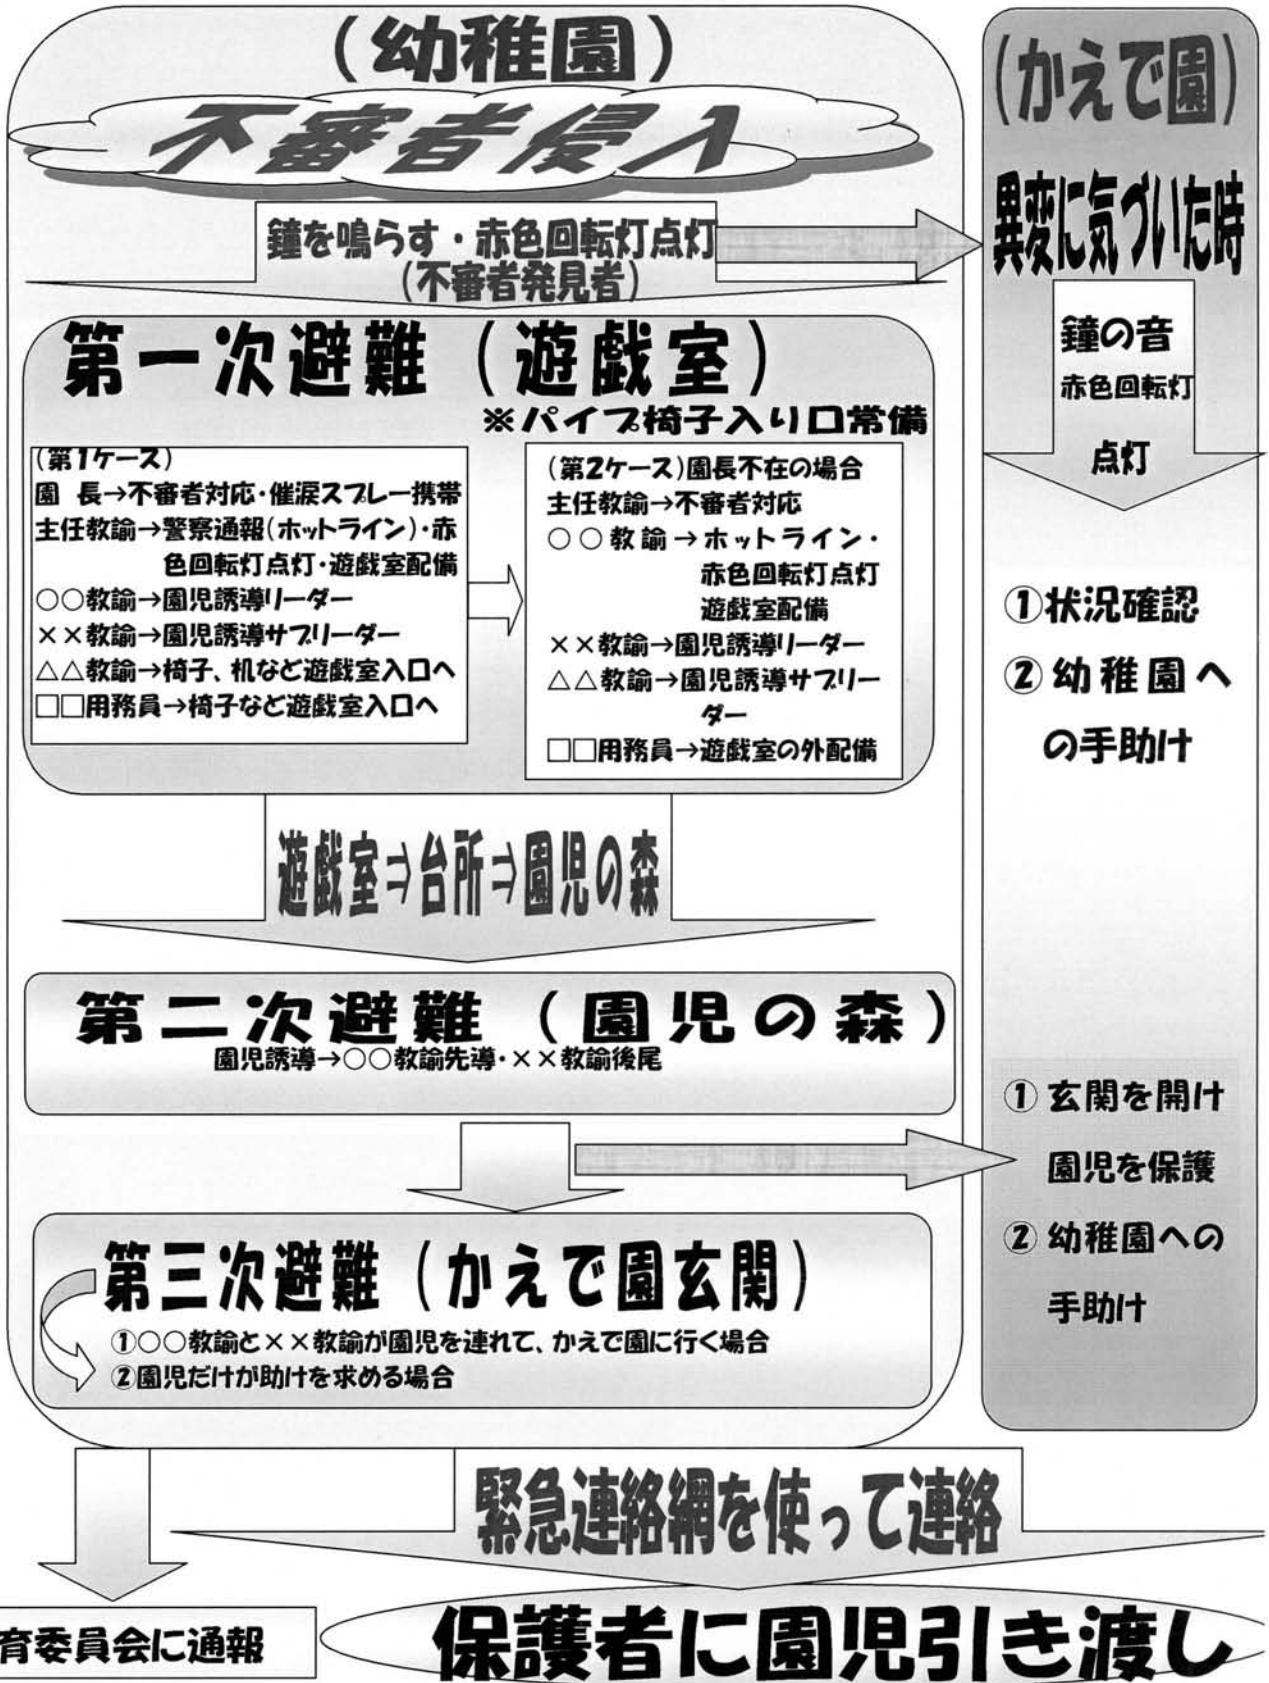 (幼稚園)
不審者侵入
鐘を鳴らす・赤色回転灯点灯
(不審者発見者)
第一次避難(遊戯室)
※パイプ椅子入り口常備
(第1ケース)
園 長→不審者対応・催涙スプレー携帯
主任教諭→警察通報(ホットライン)・赤
色回転灯点灯・遊戯室配備
○○教諭→園児誘導リーダー
××教諭→園児誘導サブリーダー
△△教諭→椅子、机など遊戯室入口へ
□□用務員→椅子など遊戯室入口へ
(第2ケース)園長不在の場合
主任教諭→不審者対応
○○教諭→ホットライン・
赤色回転灯点灯
遊戯室配備
××教諭→園児誘導リーダー
△△教諭→園児誘導サブリー
ダー
□□用務員→遊戯室の外配備
遊戯室⇒台所⇒園児の森
第二次避難(園児の森)
園児誘導→○○教諭先導・××教諭後尾
第三次避難(かえで園玄関)
①○○教諭と××教諭が園児を連れて、かえで園に行く場合
②園児だけが助けを求める場合
(かえで園)
異変に気づいた時
鐘の音
赤色回転灯
点灯
①状況確認
②幼稚園へ
の手助け
①玄関を開け
園児を保護
②幼稚園への
手助け
緊急連絡網を使って連絡
育委員会に通報
保護者に園児引き渡し